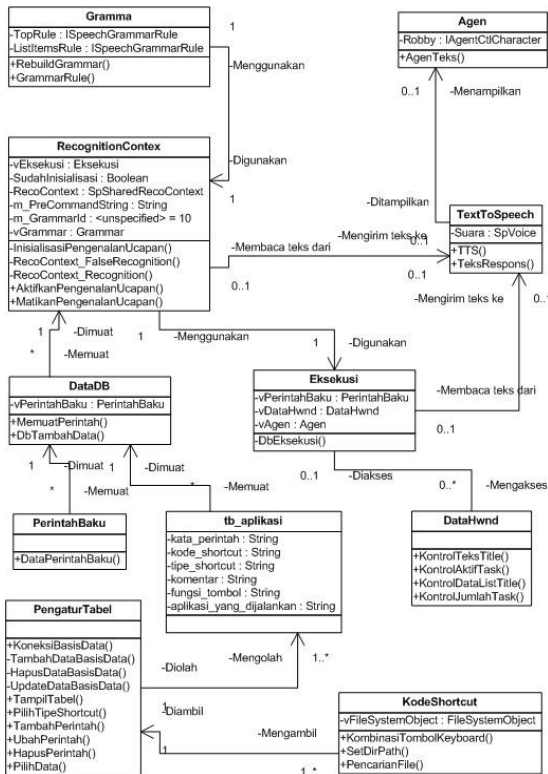 Gramma
-TopRule : ISpeechGrammarRule
-ListItemsRule : ISpeechGrammarRule
+RebuildGrammar()
+GrammarRule()
1
-Menggunakan
-Digunakan
1
Agen
-Robby : IAgentCtlCharacter
+AgenTeks()
0..1
-Menampilkan
-Ditampilkan
0..1
RecognitionContex
-vEksekusi : Eksekusi
-SudahInisialisasi : Boolean
-RecoContext : SpSharedRecoContext
-m_PreCommandString : String
-m_GrammarId : <unspecified> = 10
-vGrammar : Grammar
-InisialisasiPengenalanUcapan()
-RecoContext_FalseRecognition()
-RecoContext_Recognition()
+AktifkanPengenalanUcapan()
+MatikanPengenalanUcapan()
-Membaca teks dari
0..1
-Mengirim teks ke
0..1
TextToSpeech
-Suara : SpVoice
+TTS()
+TeksRespons()
-Mengirim teks ke
0..1
-Membaca teks dari
0..1
1
-Dimuat
*
-Memuat
1
-Menggunakan
1
-Digunakan
DataDB
-vPerintahBaku : PerintahBaku
+MemuatPerintah()
+DbTambahData()
Eksekusi
-vPerintahBaku : PerintahBaku
-vDataHwnd : DataHwnd
-vAgen : Agen
-DbEksekusi()
1
-Dimuat
*
-Memuat
1
-Dimuat
*
-Memuat
0..1
-Diakses
0..*
-Mengakses
PerintahBaku
+DataPerintahBaku()
tb_aplikasi
-kata_perintah : String
-kode_shortcut : String
-tipe_shortcut : String
-komentar : String
-fungsi_tombol : String
-aplikasi_yang_dijalankan : String
DataHwnd
+KontrolTeksTitle()
+KontrolAktifTask()
+KontrolDataListTitle()
+KontrolJumlahTask()
PengaturTabel
+KoneksiBasisData()
-TambahDataBasisData()
-HapusDataBasisData()
-UpdateDataBasisData()
+TampilTabel()
+PilihTipeShortcut()
+TambahPerintah()
+UbahPerintah()
+HapusPerintah()
+PilihData()
-Diolah
1
-Mengolah
1..*
-Diambil
1
-Mengambil
1..*
KodeShortcut
-vFileSystemObject : FileSystemObject
+KombinasiTombolKeyboard()
+SetDirPath()
+PencarianFile()